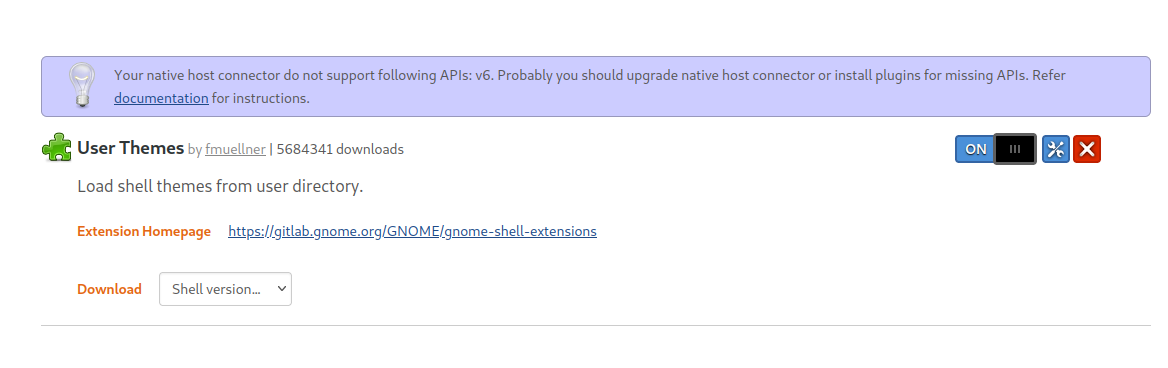 Your native host connector do not support following APIs: v6. Probably you should upgrade native host connector or install plugins for missing APIs. Refer
documentation for instructions.
User Themes by fmuellner | 5684341 downloads
ON
Load shell themes from user directory.
Extension Homepage https://gitlab.gnome.org/GNOME/gnome-shell-extensions
Download Shell version...